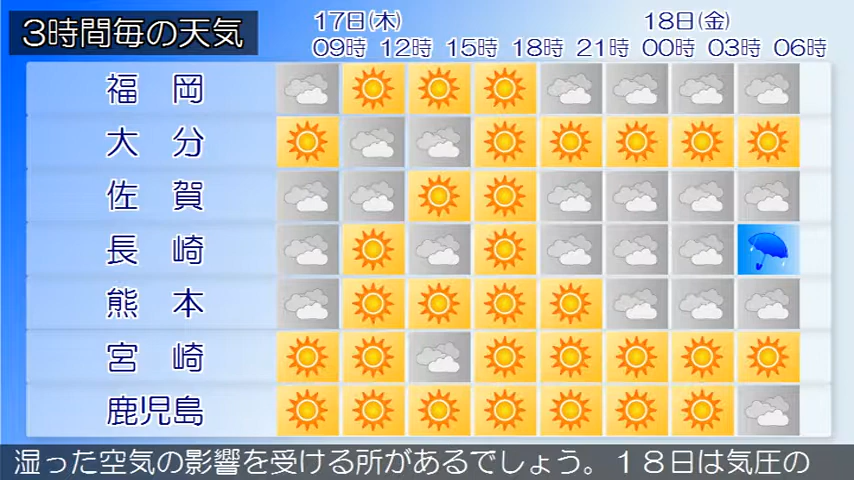 3時間毎の天気
17日(木) 18日(金)
09時 12時 15時 18時 21時 00時 03時 06時
福岡
大分
佐賀
長崎
熊本
宮崎
鹿児島
湿った空気の影響を受ける所があるでしょう。18日は気圧の